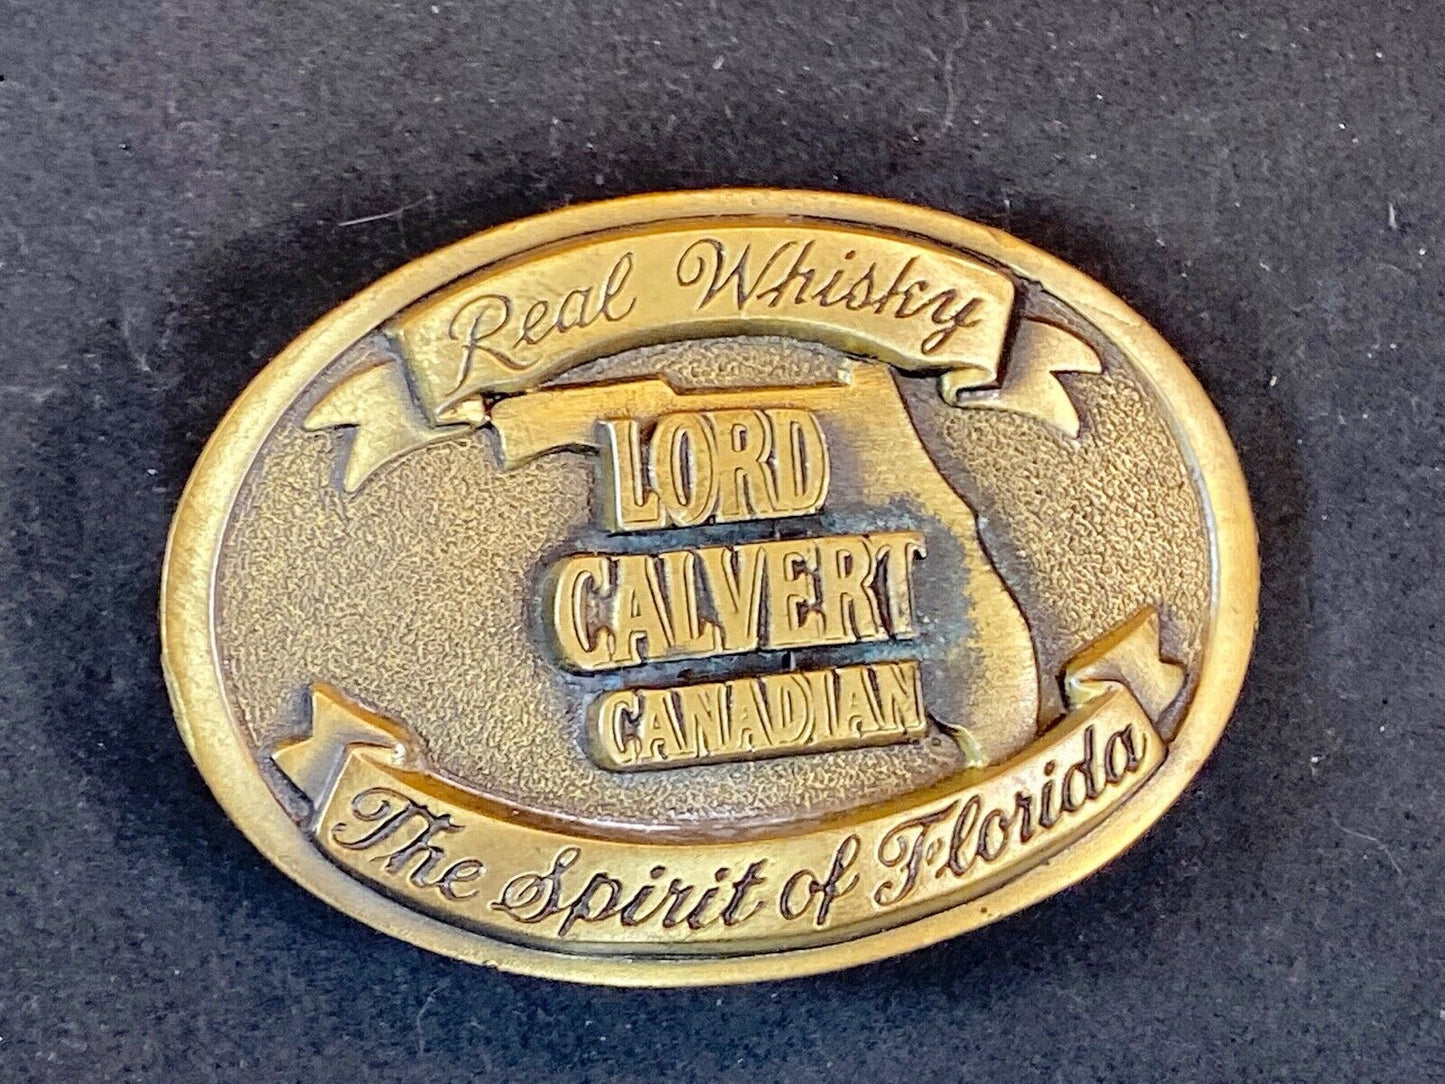 Real Whisky
LORD
CALVERT
CANADIAN
The Spirit of Florida